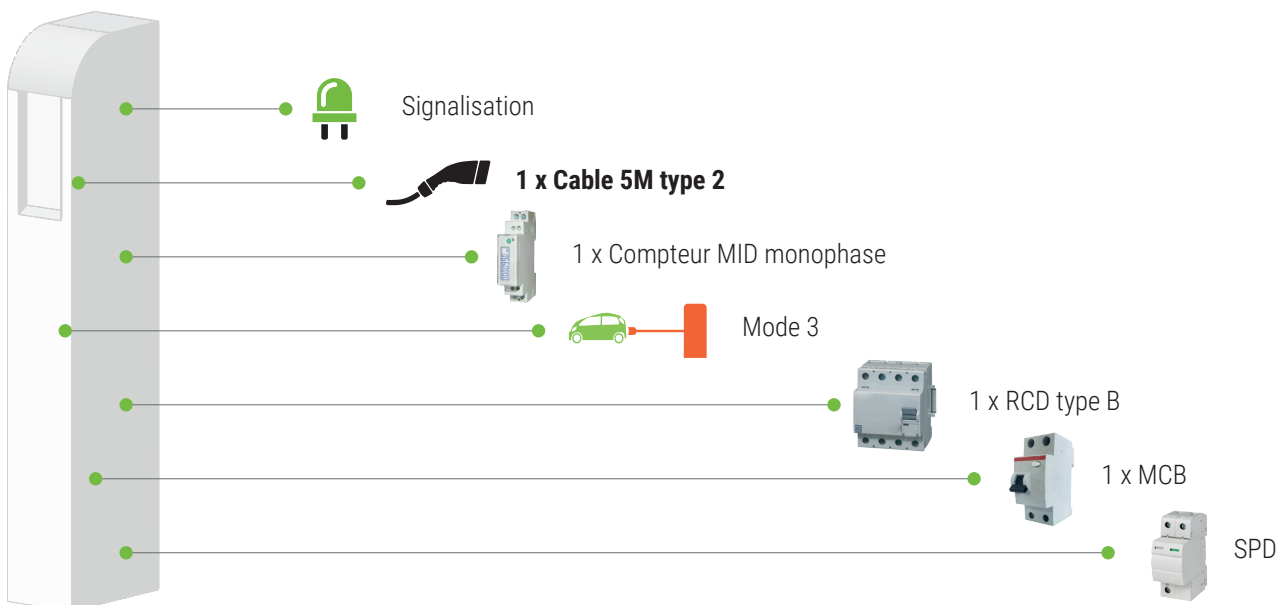 Signalisation
1 x Cable 5M type 2
1 x Compteur MID monophase
Mode 3
1 x RCD type B
1 x MCB
SPD